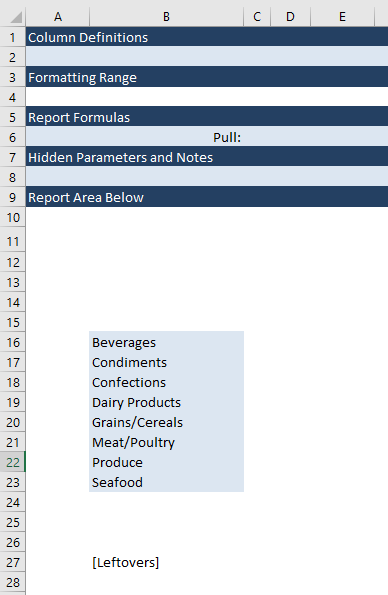 A B C D E
1 Column Definitions
2
3 Formatting Range
4
5 Report Formulas
6 Pull:
7 Hidden Parameters and Notes
8
9 Report Area Below
10
11
12
13
14
15
16 Beverages
17 Condiments
18 Confections
19 Dairy Products
20 Grains/Cereals
21 Meat/Poultry
22 Produce
23 Seafood
24
25
26
27 [Leftovers]
28